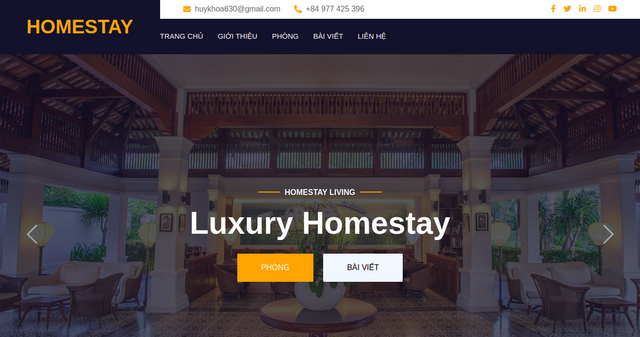 huykhoa630@gmail.com +84 977 425 396
HOMESTAY
TRANG CHỦ GIỚI THIỆU PHÒNG BÀI VIẾT LIÊN HỆ
HOMESTAY LIVING
Luxury Homestay
PHÒNG BÀI VIẾT